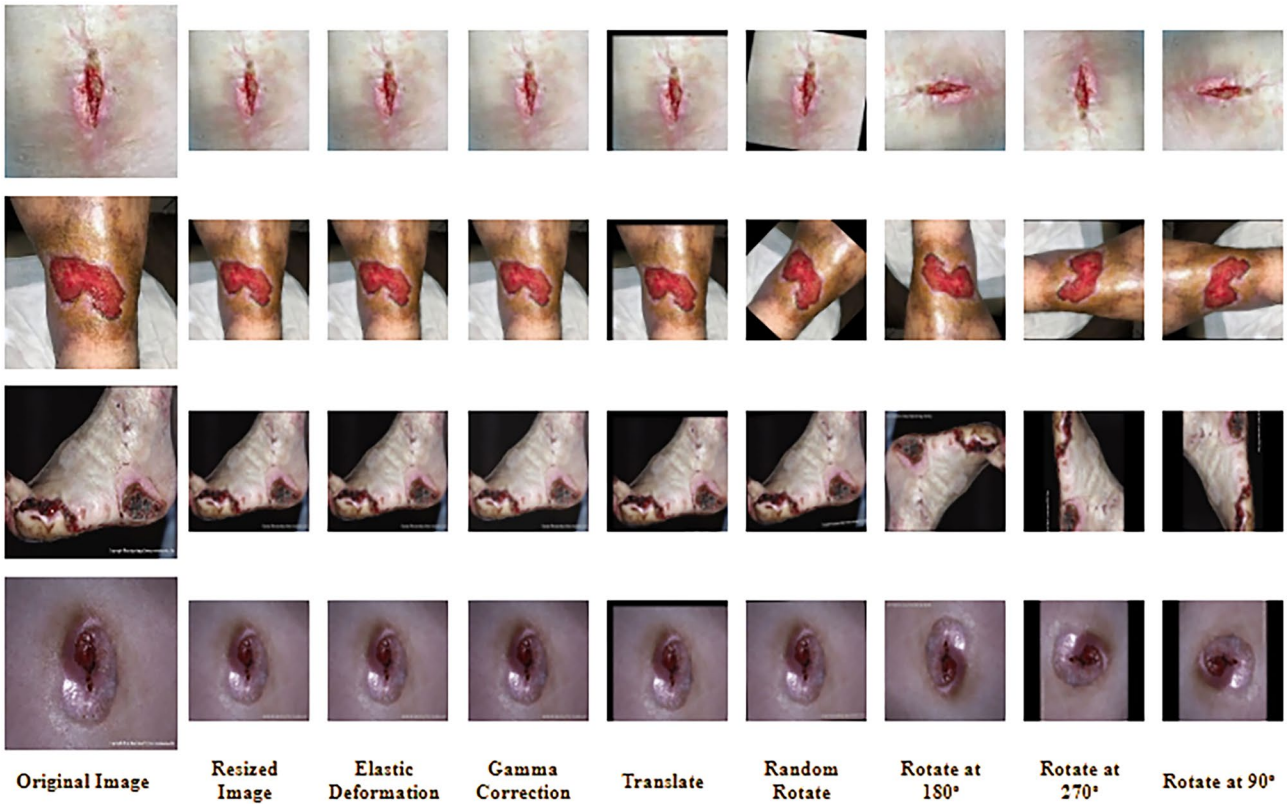 Original Image
Resized
Image
Elastic
Deformation
Gamma
Correction
Translate
Random
Rotate
Rotate at
180°
Rotate at
270°
Rotate at 90°